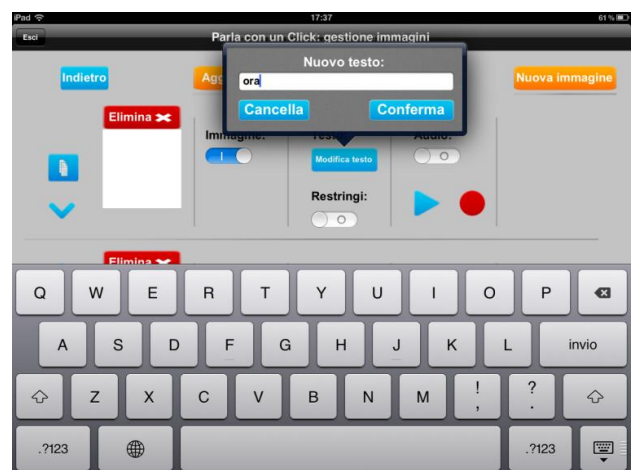 iPad 17:37 61%
Esci Parla con un Click: gestione immagini
Nuovo testo:
ora
Cancella Conferma
Indietro Nuova immagine
Elimina
Immagine: Audio:
Modifica testo
Restringi:
Elimina
Q W E R T Y U I O P
A S D F G H J K L invio
Z X C V B N M ! , ? .
.?123 .?123